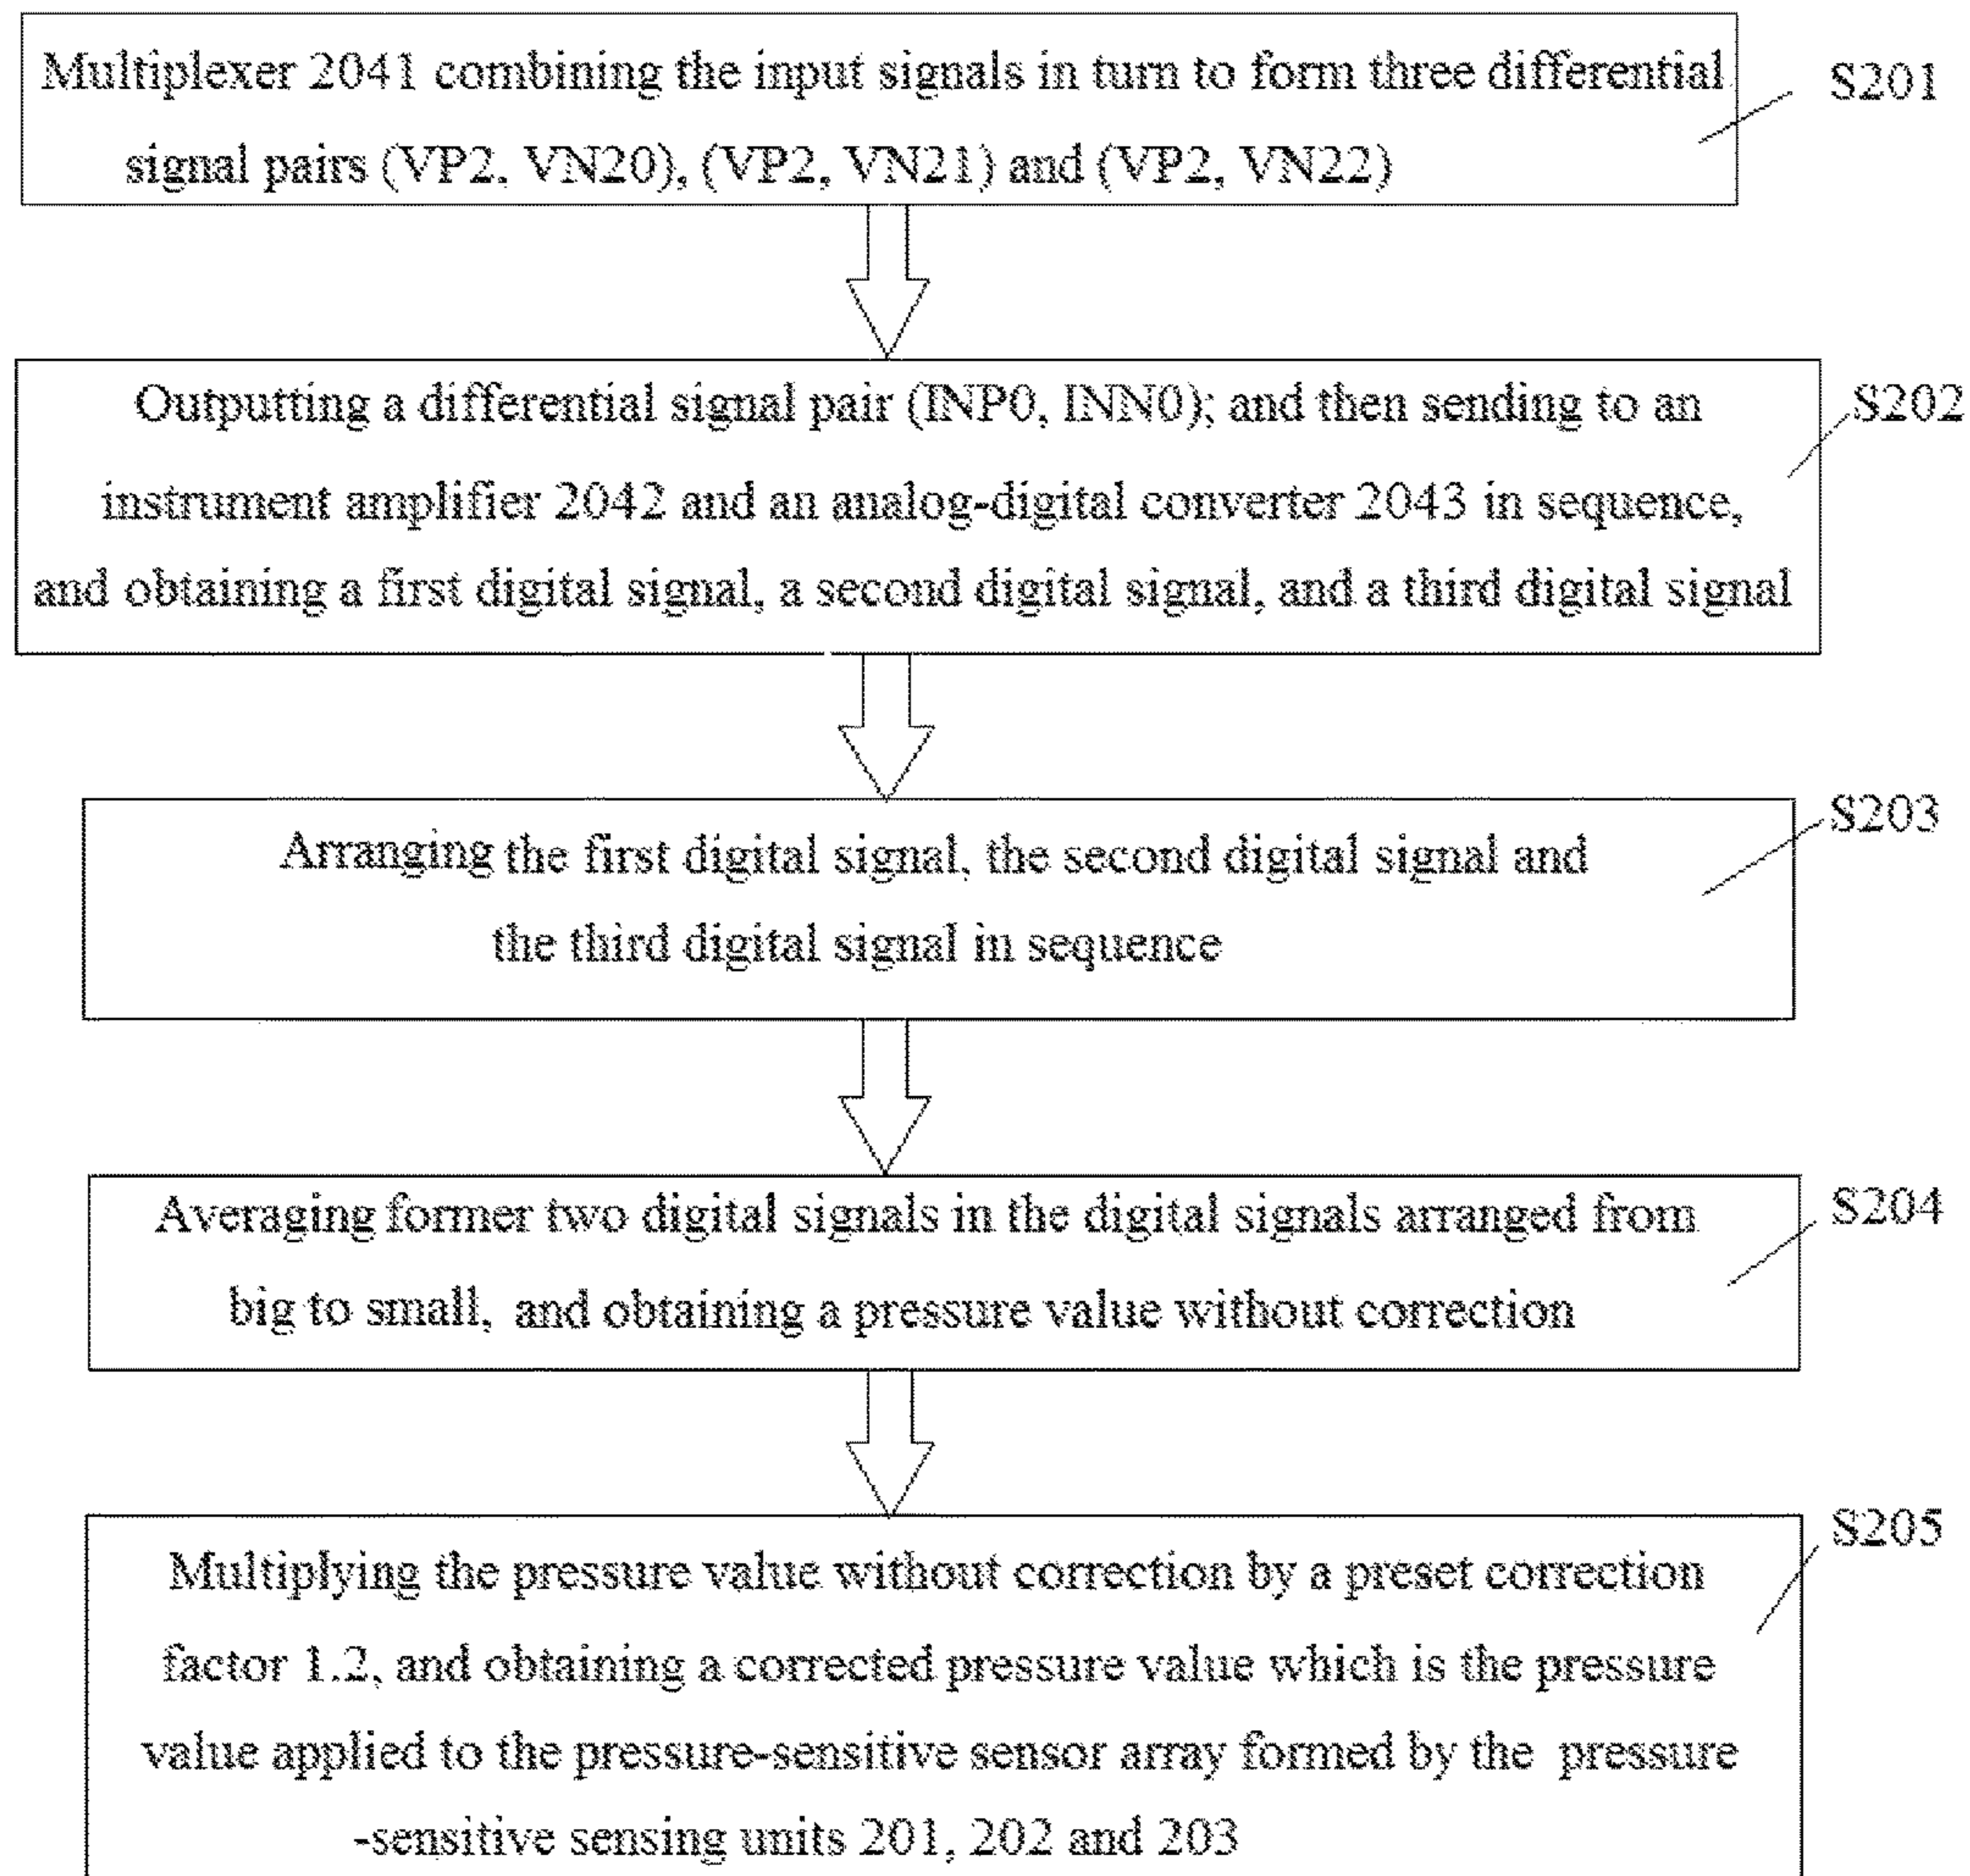 Multiplexer 2041 combining the input signals in turn to form three differential
signal pairs (VP2, VN20), (VP2, VN21) and (VP2, VN22)
S201
Outputting a differential signal pair (INP0, INN0); and then sending to an
instrument amplifier 2042 and an analog-digital converter 2043 in sequence,
and obtaining a first digital signal, a second digital signal, and a third digital signal
S202
Arranging the first digital signal, the second digital signal and
the third digital signal in sequence
S203
Averaging former two digital signals in the digital signals arranged from
big to small, and obtaining a pressure value without correction
S204
Multiplying the pressure value without correction by a preset correction
factor 1.2, and obtaining a corrected pressure value which is the pressure
value applied to the pressure-sensitive sensor array formed by the pressure
-sensitive sensing units 201, 202 and 203
S205